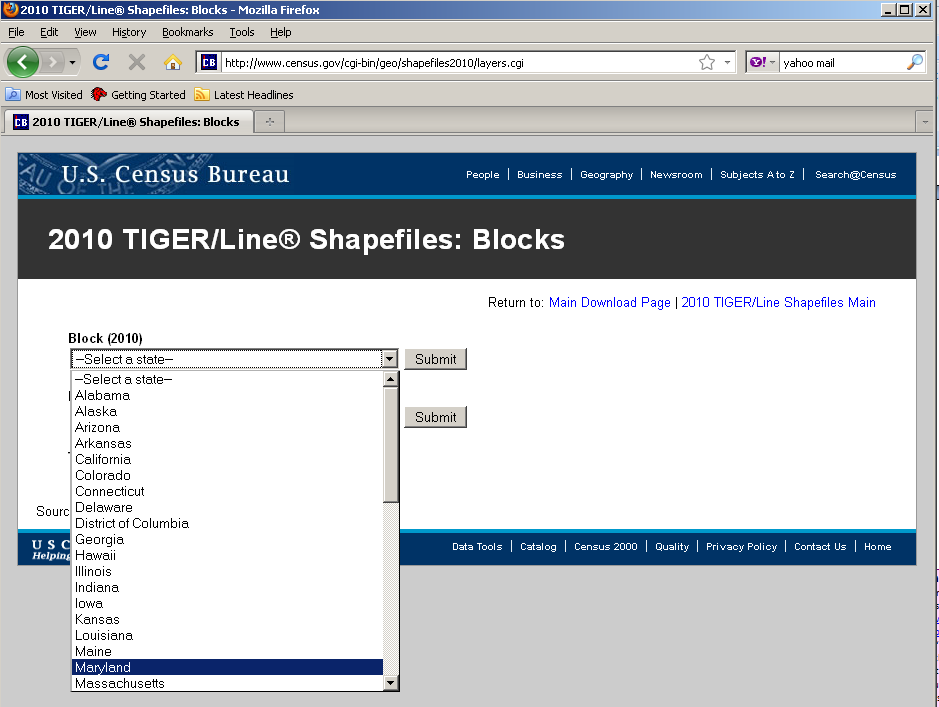 2010 TIGER/Line® Shapefiles: Blocks - Mozilla Firefox
File Edit View History Bookmarks Tools Help
CB http://www.census.gov/cgi-bin/geo/shapefiles2010/layers.cgi Y! yahoo mail
Most Visited Getting Started Latest Headlines
CB 2010 TIGER/Line® Shapefiles: Blocks
U.S. Census Bureau
People Business Geography Newsroom Subjects A to Z Search@Census
2010 TIGER/Line® Shapefiles: Blocks
Return to: Main Download Page | 2010 TIGER/Line Shapefiles Main
Block (2010)
--Select a state-- Submit
--Select a state--
Alabama
Alaska
Arizona
Submit
Arkansas
California
Colorado
Connecticut
Delaware
Sourc
District of Columbia
Georgia
Hawaii
Illinois
Indiana
Iowa
Kansas
Louisiana
Maine
Maryland
Massachusetts
U S C
Helping
Data Tools Catalog Census 2000 Quality Privacy Policy Contact Us Home